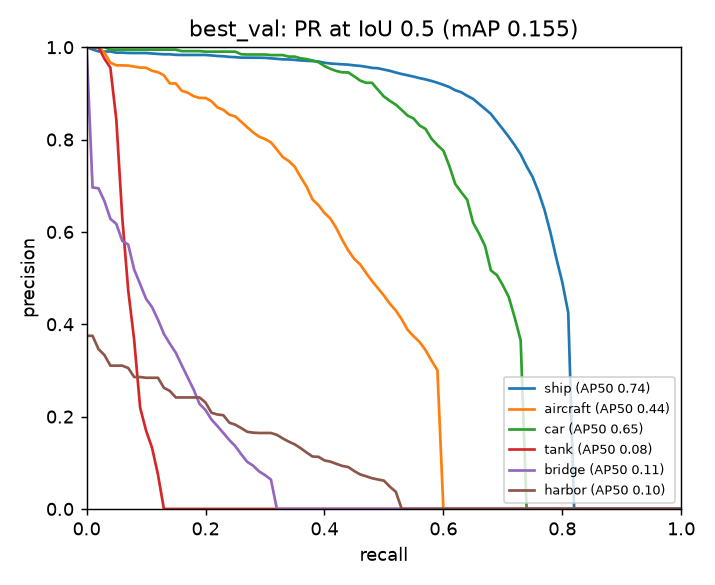 best_val: PR at IoU 0.5 (mAP 0.155)
1.0
0.8
0.6
0.4
0.2
0.0
precision
0.0 0.2 0.4 0.6 0.8 1.0
recall
ship (AP50 0.74)
aircraft (AP50 0.44)
car (AP50 0.65)
tank (AP50 0.08)
bridge (AP50 0.11)
harbor (AP50 0.10)